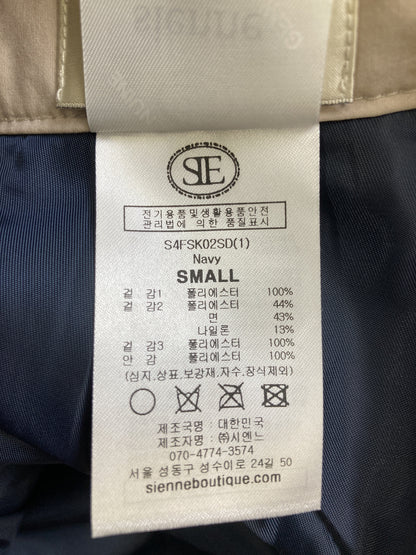 sienne
SIE
전기용품및생활용품안전
관리법에 의한 품질표시
S4FSK02SD(1)
Navy
SMALL
겉 감1 폴리에스터 100%
겉 감2 폴리에스터 44%
면 43%
나일론 13%
겉 감3 폴리에스터 100%
안 감 폴리에스터 100%
(심지.상표.보강재.자수.장식제외)
제조국명 : 대한민국
제조자명 : ㈜시엔느
070-4774-3574
서울 성동구 성수이로 24길 50
sienneboutique.com